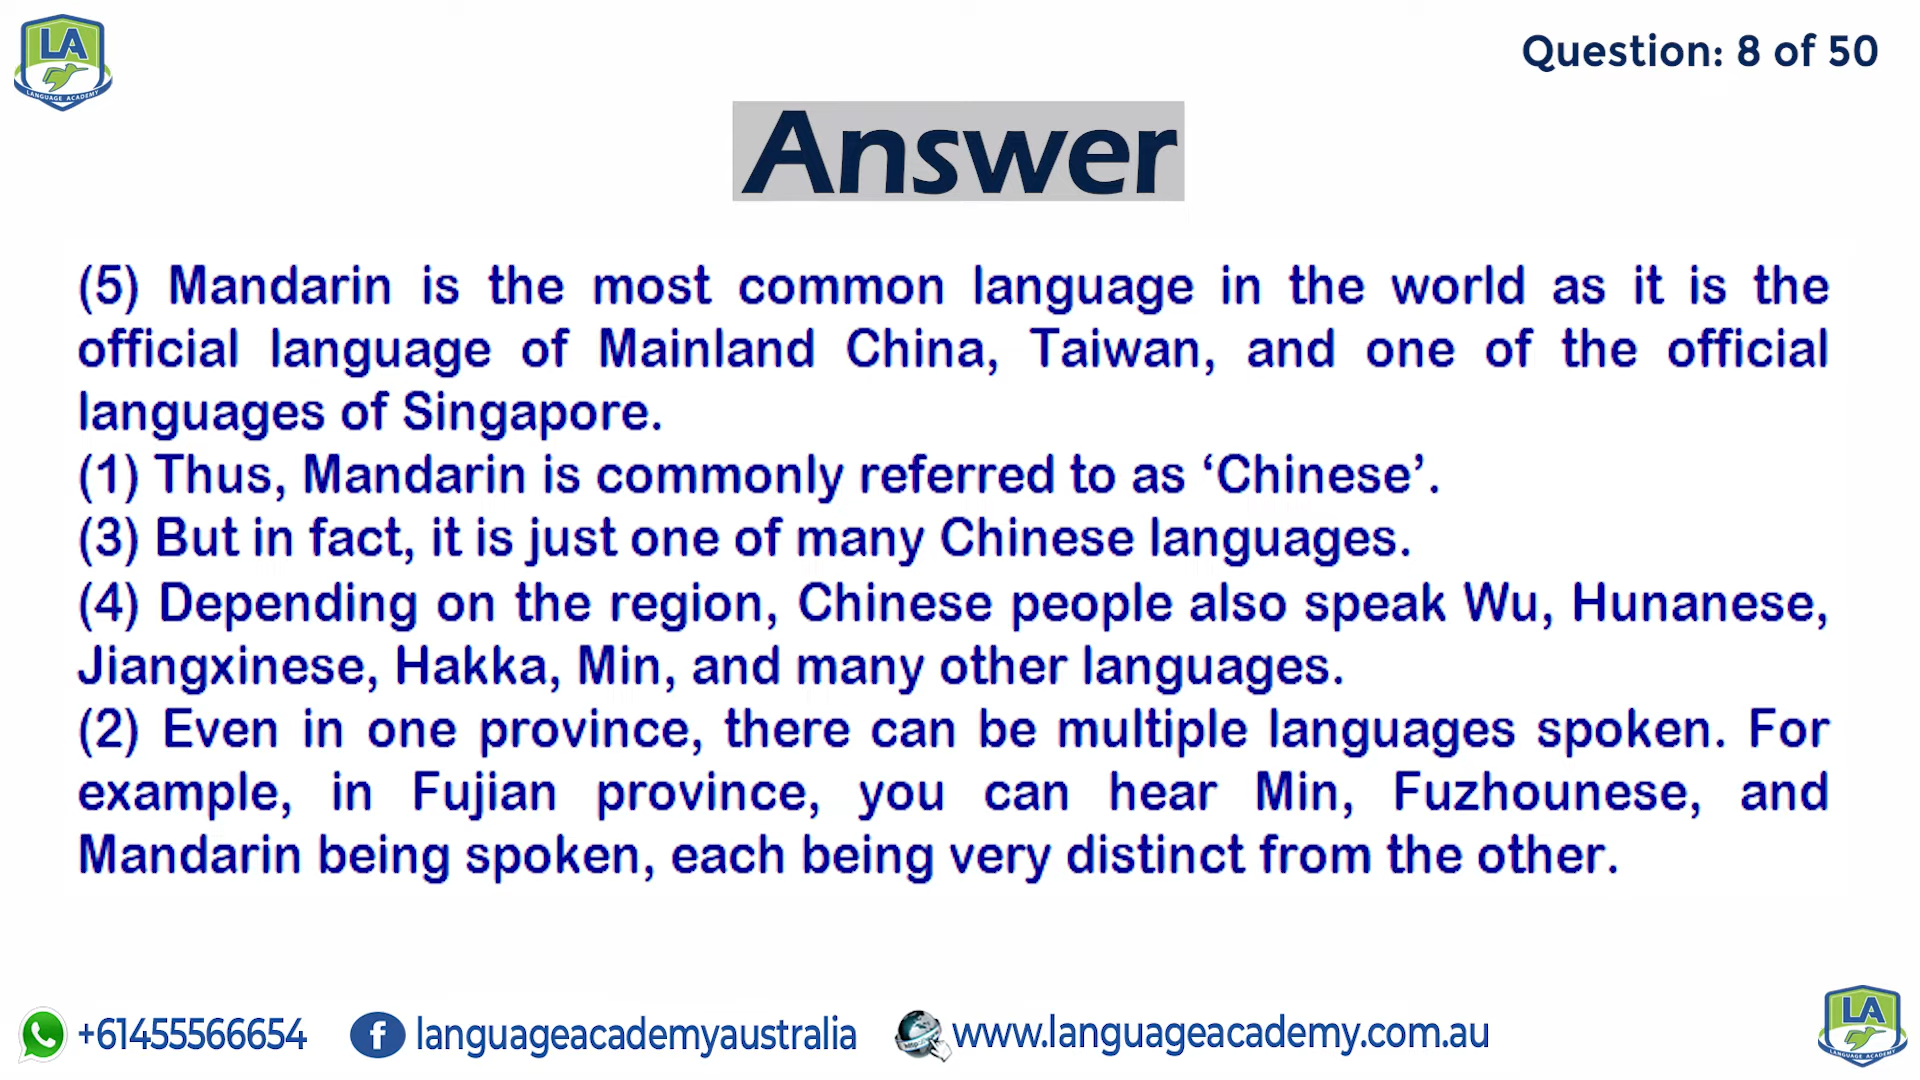 LA
LANGUAGE ACADEMY
Question: 8 of 50
Answer
(5) Mandarin is the most common language in the world as it is the
official language of Mainland China, Taiwan, and one of the official
languages of Singapore.
(1) Thus, Mandarin is commonly referred to as ‘Chinese’.
(3) But in fact, it is just one of many Chinese languages.
(4) Depending on the region, Chinese people also speak Wu, Hunanese,
Jiangxinese, Hakka, Min, and many other languages.
(2) Even in one province, there can be multiple languages spoken. For
example, in Fujian province, you can hear Min, Fuzhounese, and
Mandarin being spoken, each being very distinct from the other.
+61455566654
f languageacademyaustralia
www.languageacademy.com.au
LA
LANGUAGE ACADEMY